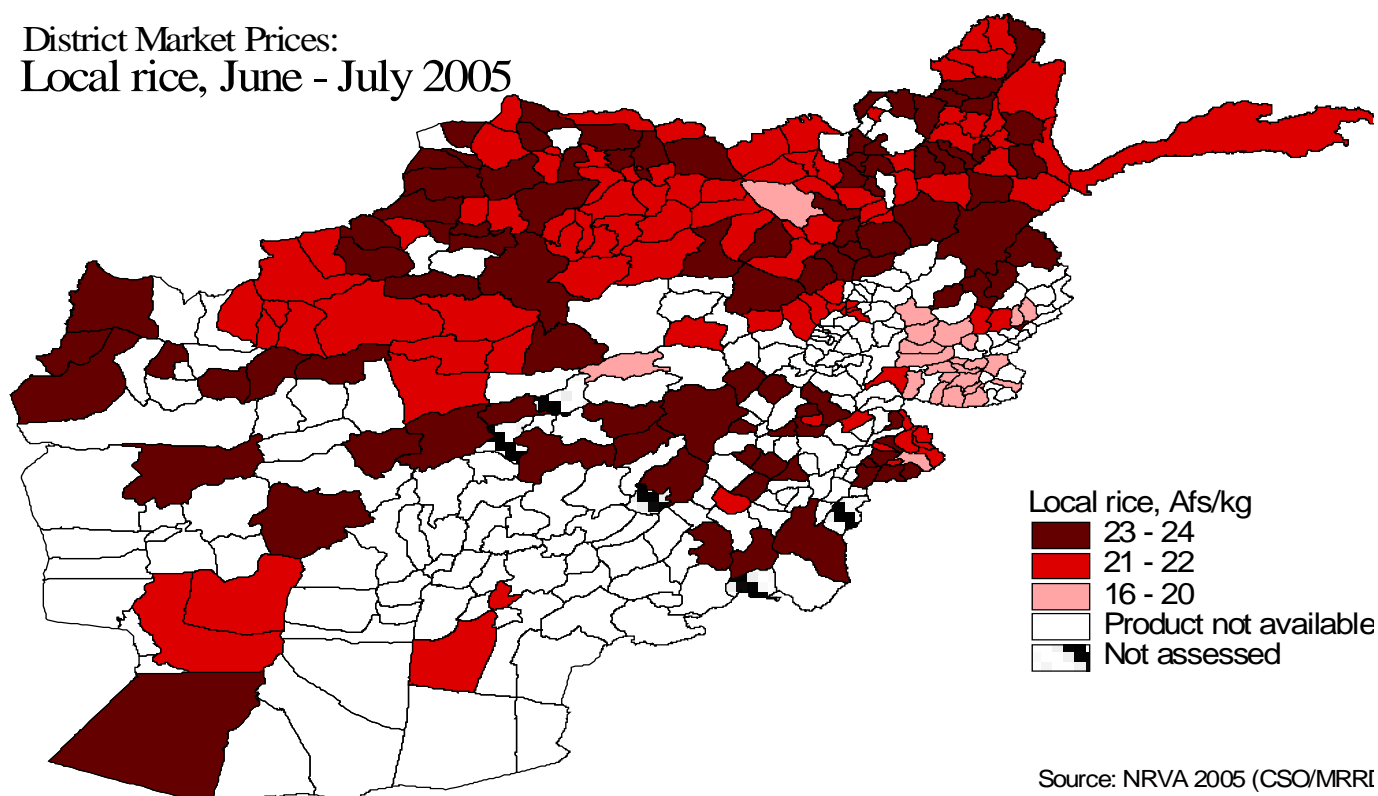 District Market Prices:
Local rice, June - July 2005
Local rice, Afs/kg
23 - 24
21 - 22
16 - 20
Product not available
Not assessed
Source: NRVA 2005 (CSO/MRRD